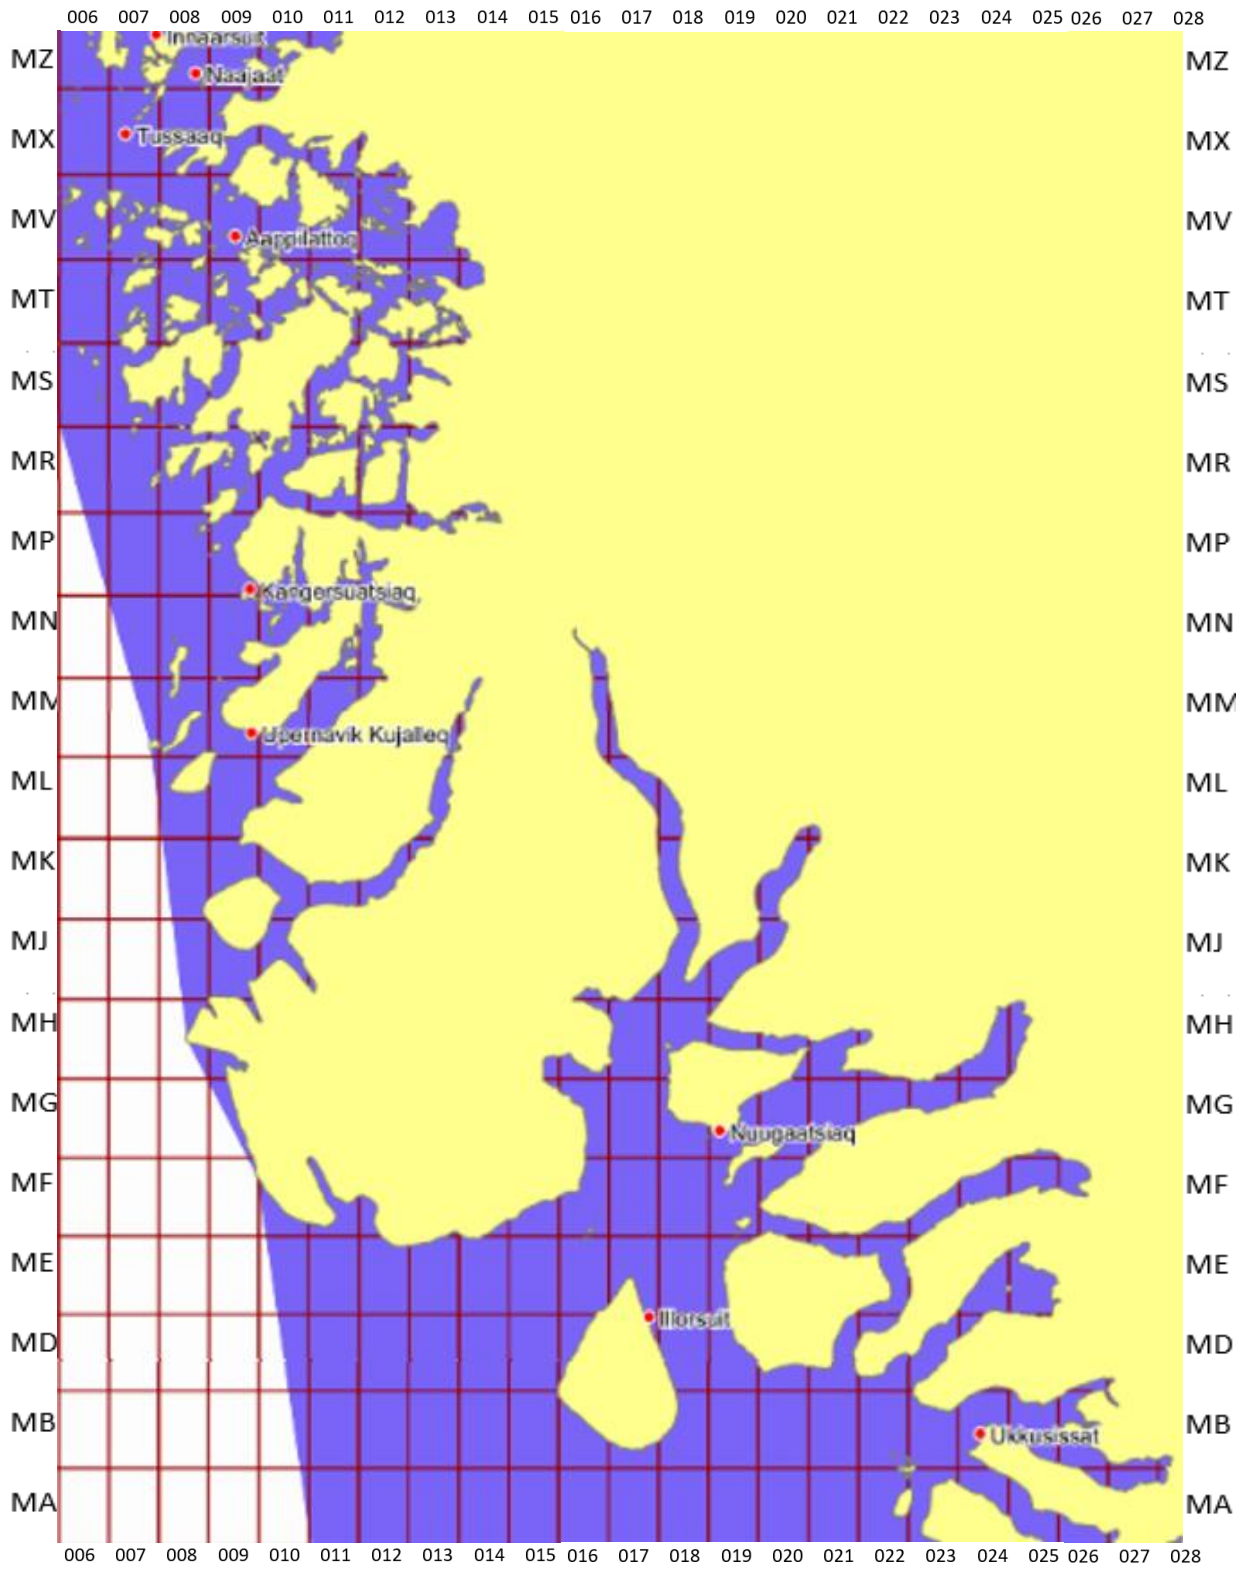 006 007 008 009 010 011 012 013 014 015 016 017 018 019 020 021 022 023 024 025 026 027 028
Innaarsuit
MZ MZ
Naajaat
Tussaaq
MX MX
MV MV
Aappilattoq
MT MT
MS MS
MR MR
MP MP
Kangersuatsiaq
MN MN
MM MM
Upernavik Kujalleq
ML ML
MK MK
MJ MJ
MH MH
MG MG
Nuugaatsiaq
MF MF
ME ME
Illorsuit
MD MD
MB MB
Ukkusissat
MA MA
006 007 008 009 010 011 012 013 014 015 016 017 018 019 020 021 022 023 024 025 026 027 028